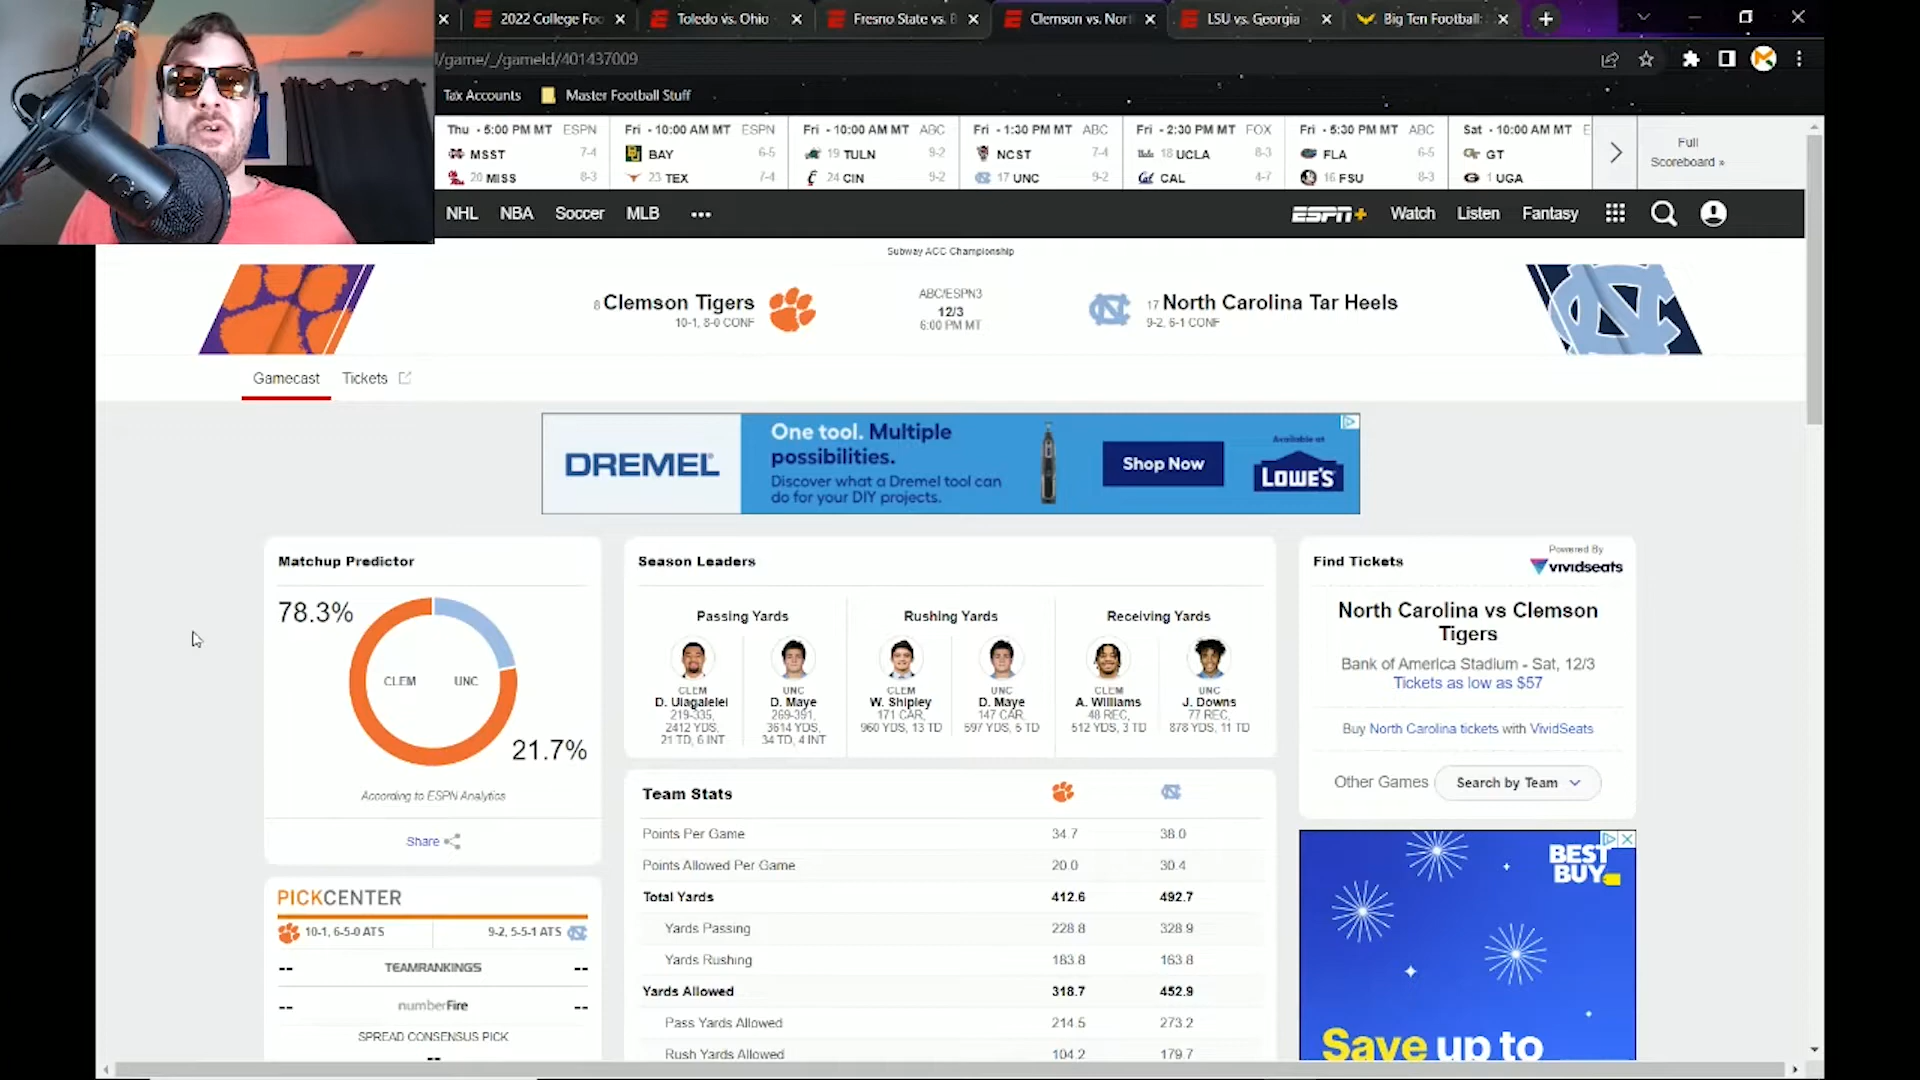 2022 College Foo
Toledo vs. Ohio
Fresno State vs. B
Clemson vs. Nort
LSU vs. Georgia
Big Ten Football:
l/game/_/gameId/401437009
Tax Accounts
Master Football Stuff
Thu - 5:00 PM MT ESPN
MSST 7-4
20 MISS 8-3
Fri - 10:00 AM MT ESPN
BAY 6-5
23 TEX 7-4
Fri - 10:00 AM MT ABC
19 TULN 9-2
24 CIN 9-2
Fri - 1:30 PM MT ABC
NCST 7-4
17 UNC 9-2
Fri - 2:30 PM MT FOX
18 UCLA 8-3
CAL 4-7
Fri - 5:30 PM MT ABC
FLA 6-5
16 FSU 8-3
Sat - 10:00 AM MT E
GT
1 UGA
Full
Scoreboard »
NHL NBA Soccer MLB •••
ESPN+ Watch Listen Fantasy
Subway ACC Championship
8 Clemson Tigers
10-1, 8-0 CONF
ABC/ESPN3
12/3
6:00 PM MT
17 North Carolina Tar Heels
9-2, 6-1 CONF
Gamecast Tickets
DREMEL
One tool. Multiple
possibilities.
Discover what a Dremel tool can
do for your DIY projects.
Shop Now
Available at
LOWE'S
Matchup Predictor
78.3%
CLEM UNC
21.7%
According to ESPN Analytics
Share
PICKCENTER
10-1, 6-5-0 ATS 9-2, 5-5-1 ATS
-- TEAMRANKINGS --
-- numberFire --
SPREAD CONSENSUS PICK
--
Season Leaders
Passing Yards
CLEM
D. Uiagalelei
219-335,
2412 YDS,
21 TD, 6 INT
UNC
D. Maye
269-391,
3614 YDS,
34 TD, 4 INT
Rushing Yards
CLEM
W. Shipley
171 CAR,
960 YDS, 13 TD
UNC
D. Maye
147 CAR,
597 YDS, 5 TD
Receiving Yards
CLEM
A. Williams
48 REC,
512 YDS, 3 TD
UNC
J. Downs
77 REC,
878 YDS, 11 TD
Team Stats
Points Per Game 34.7 38.0
Points Allowed Per Game 20.0 30.4
Total Yards 412.6 492.7
Yards Passing 228.8 328.9
Yards Rushing 183.8 163.8
Yards Allowed 318.7 452.9
Pass Yards Allowed 214.5 273.2
Rush Yards Allowed 104.2 179.7
Find Tickets
Powered By
vividseats
North Carolina vs Clemson
Tigers
Bank of America Stadium - Sat, 12/3
Tickets as low as $57
Buy North Carolina tickets with VividSeats
Other Games Search by Team
BEST
BUY
Save up to